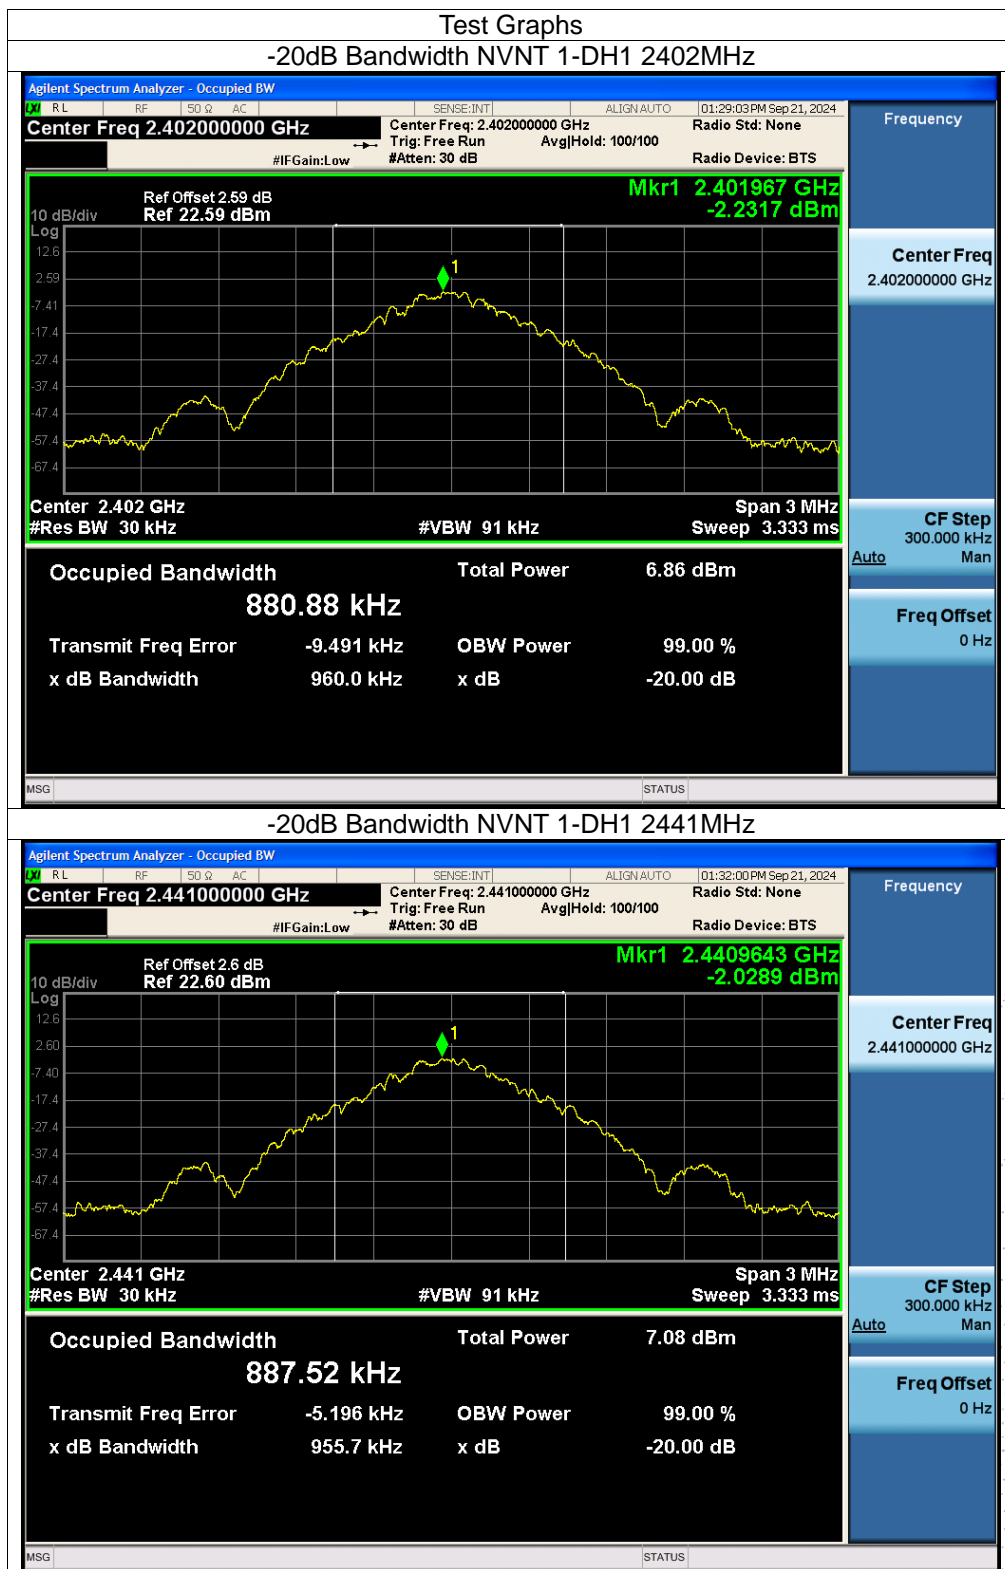 Test Graphs
-20dB Bandwidth NVNT 1-DH1 2402MHz
Agilent Spectrum Analyzer - Occupied BW
LXI RL RF 50 Ω AC SENSE:INT ALIGN AUTO 01:29:03 PM Sep 21, 2024
Center Freq 2.402000000 GHz Center Freq: 2.402000000 GHz Radio Std: None Frequency
Trig: Free Run Avg|Hold: 100/100
#IFGain:Low #Atten: 30 dB Radio Device: BTS
Mkr1 2.401967 GHz
Ref Offset 2.59 dB
10 dB/div Ref 22.59 dBm -2.2317 dBm
Log
1
12.6
2.59
-7.41
-17.4
-27.4
-37.4
-47.4
-57.4
-67.4
Center Freq
2.402000000 GHz
Center 2.402 GHz Span 3 MHz
#Res BW 30 kHz #VBW 91 kHz Sweep 3.333 ms
CF Step
300.000 kHz
Auto Man
Occupied Bandwidth Total Power 6.86 dBm
880.88 kHz
Freq Offset
0 Hz
Transmit Freq Error -9.491 kHz OBW Power 99.00 %
x dB Bandwidth 960.0 kHz x dB -20.00 dB
MSG STATUS
-20dB Bandwidth NVNT 1-DH1 2441MHz
Agilent Spectrum Analyzer - Occupied BW
LXI RL RF 50 Ω AC SENSE:INT ALIGN AUTO 01:32:00 PM Sep 21, 2024
Center Freq 2.441000000 GHz Center Freq: 2.441000000 GHz Radio Std: None Frequency
Trig: Free Run Avg|Hold: 100/100
#IFGain:Low #Atten: 30 dB Radio Device: BTS
Mkr1 2.4409643 GHz
Ref Offset 2.6 dB
10 dB/div Ref 22.60 dBm -2.0289 dBm
Log
1
12.6
2.60
-7.40
-17.4
-27.4
-37.4
-47.4
-57.4
-67.4
Center Freq
2.441000000 GHz
Center 2.441 GHz Span 3 MHz
#Res BW 30 kHz #VBW 91 kHz Sweep 3.333 ms
CF Step
300.000 kHz
Auto Man
Occupied Bandwidth Total Power 7.08 dBm
887.52 kHz
Freq Offset
0 Hz
Transmit Freq Error -5.196 kHz OBW Power 99.00 %
x dB Bandwidth 955.7 kHz x dB -20.00 dB
MSG STATUS